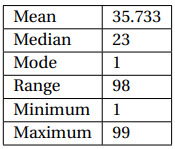 Mean 35.733
Median 23
Mode 1
Range 98
Minimum 1
Maximum 99